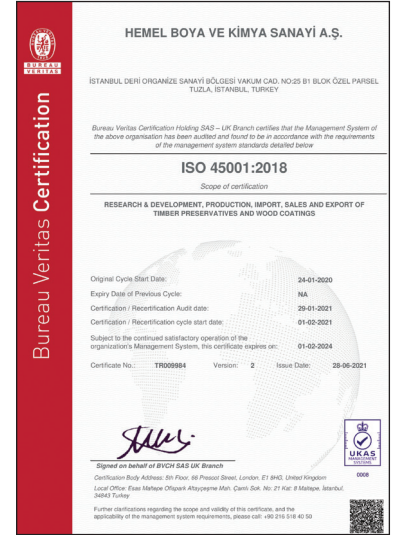 HEMEL BOYA VE KİMYA SANAYİ A.Ş.
BUREAU
VERITAS
Bureau Veritas Certification
İSTANBUL DERİ ORGANİZE SANAYİ BÖLGESİ VAKUM CAD. NO:25 B1 BLOK ÖZEL PARSEL
TUZLA, İSTANBUL, TURKEY
Bureau Veritas Certification Holding SAS – UK Branch certifies that the Management System of
the above organisation has been audited and found to be in accordance with the requirements
of the management system standards detailed below
ISO 45001:2018
Scope of certification
RESEARCH & DEVELOPMENT, PRODUCTION, IMPORT, SALES AND EXPORT OF
TIMBER PRESERVATIVES AND WOOD COATINGS
Original Cycle Start Date: 24-01-2020
Expiry Date of Previous Cycle: NA
Certification / Recertification Audit date: 29-01-2021
Certification / Recertification cycle start date: 01-02-2021
Subject to the continued satisfactory operation of the
organization's Management System, this certificate expires on: 01-02-2024
Certificate No.: TR009984 Version: 2 Issue Date: 28-06-2021
Signed on behalf of BVCH SAS UK Branch
UKAS
MANAGEMENT
SYSTEMS
0008
Certification Body Address: 5th Floor, 66 Prescot Street, London, E1 8HG, United Kingdom
Local Office: Esas Maltepe Ofispark Altayçeşme Mah. Çamlı Sok. No: 21 Kat: 8 Maltepe, İstanbul,
34843 Turkey
Further clarifications regarding the scope and validity of this certificate, and the
applicability of the management system requirements, please call: +90 216 518 40 50